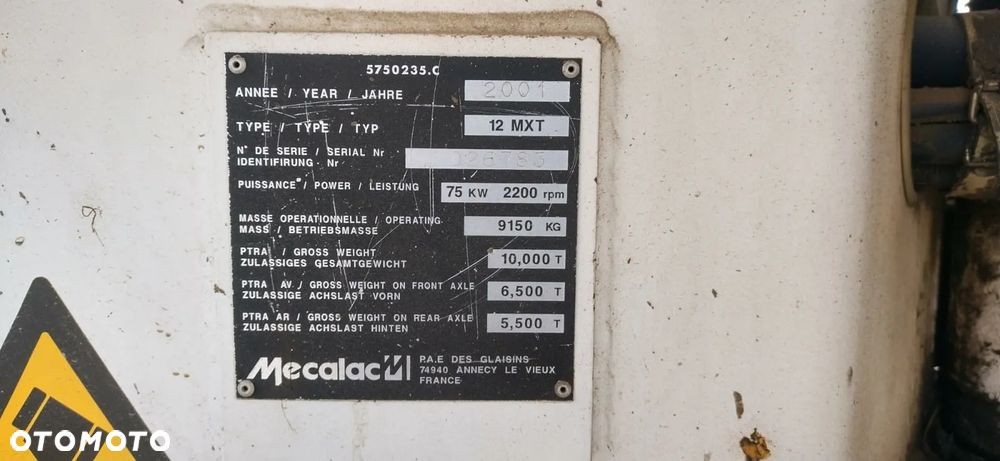 5750235.C
ANNEE / YEAR / JAHRE 2001
TYPE / TYPE / TYP 12 MXT
N° DE SERIE / SERIAL Nr
IDENTIFIRUNG - Nr
PUISSANCE / POWER / LEISTUNG 75 KW 2200 rpm
MASSE OPERATIONNELLE / OPERATING
MASS / BETRIEBSMASSE 9150 KG
PTRA / GROSS WEIGHT
ZULASSIGES GESAMTGEWICHT 10,000 T
PTRA AV / GROSS WEIGHT ON FRONT AXLE
ZULASSIGE ACHSLAST VORN 6,500 T
PTRA AR / GROSS WEIGHT ON REAR AXLE
ZULASSIGE ACHSLAST HINTEN 5,500 T
Mecalac
P.A.E DES GLAISINS
74940 ANNECY LE VIEUX
FRANCE
OTOMOTO